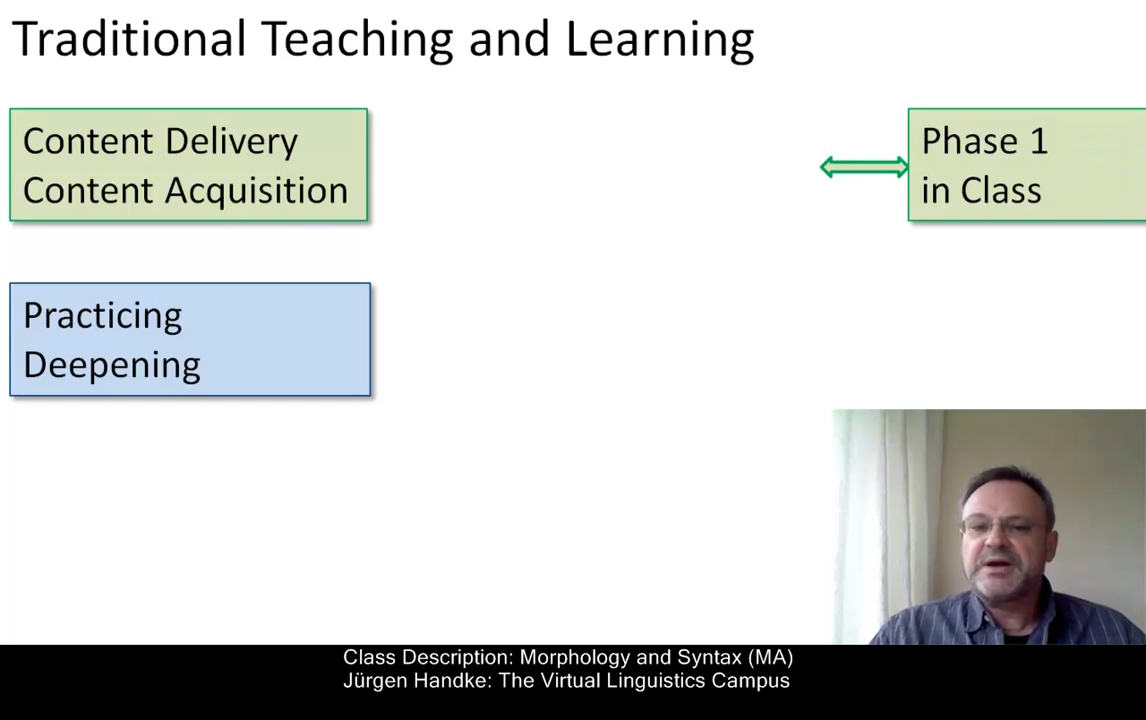 Traditional Teaching and Learning
Content Delivery
Content Acquisition
Phase 1
in Class
Practicing
Deepening
Class Description: Morphology and Syntax (MA)
Jürgen Handke: The Virtual Linguistics Campus